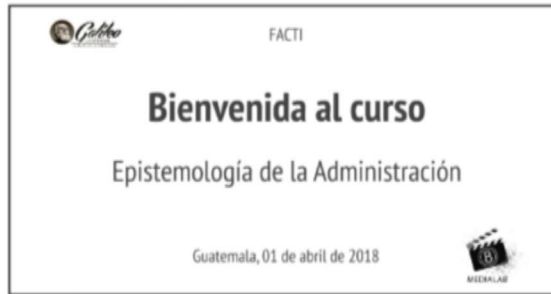 Galileo
FACTI
Bienvenida al curso
Epistemología de la Administración
Guatemala, 01 de abril de 2018
MEDIALAB